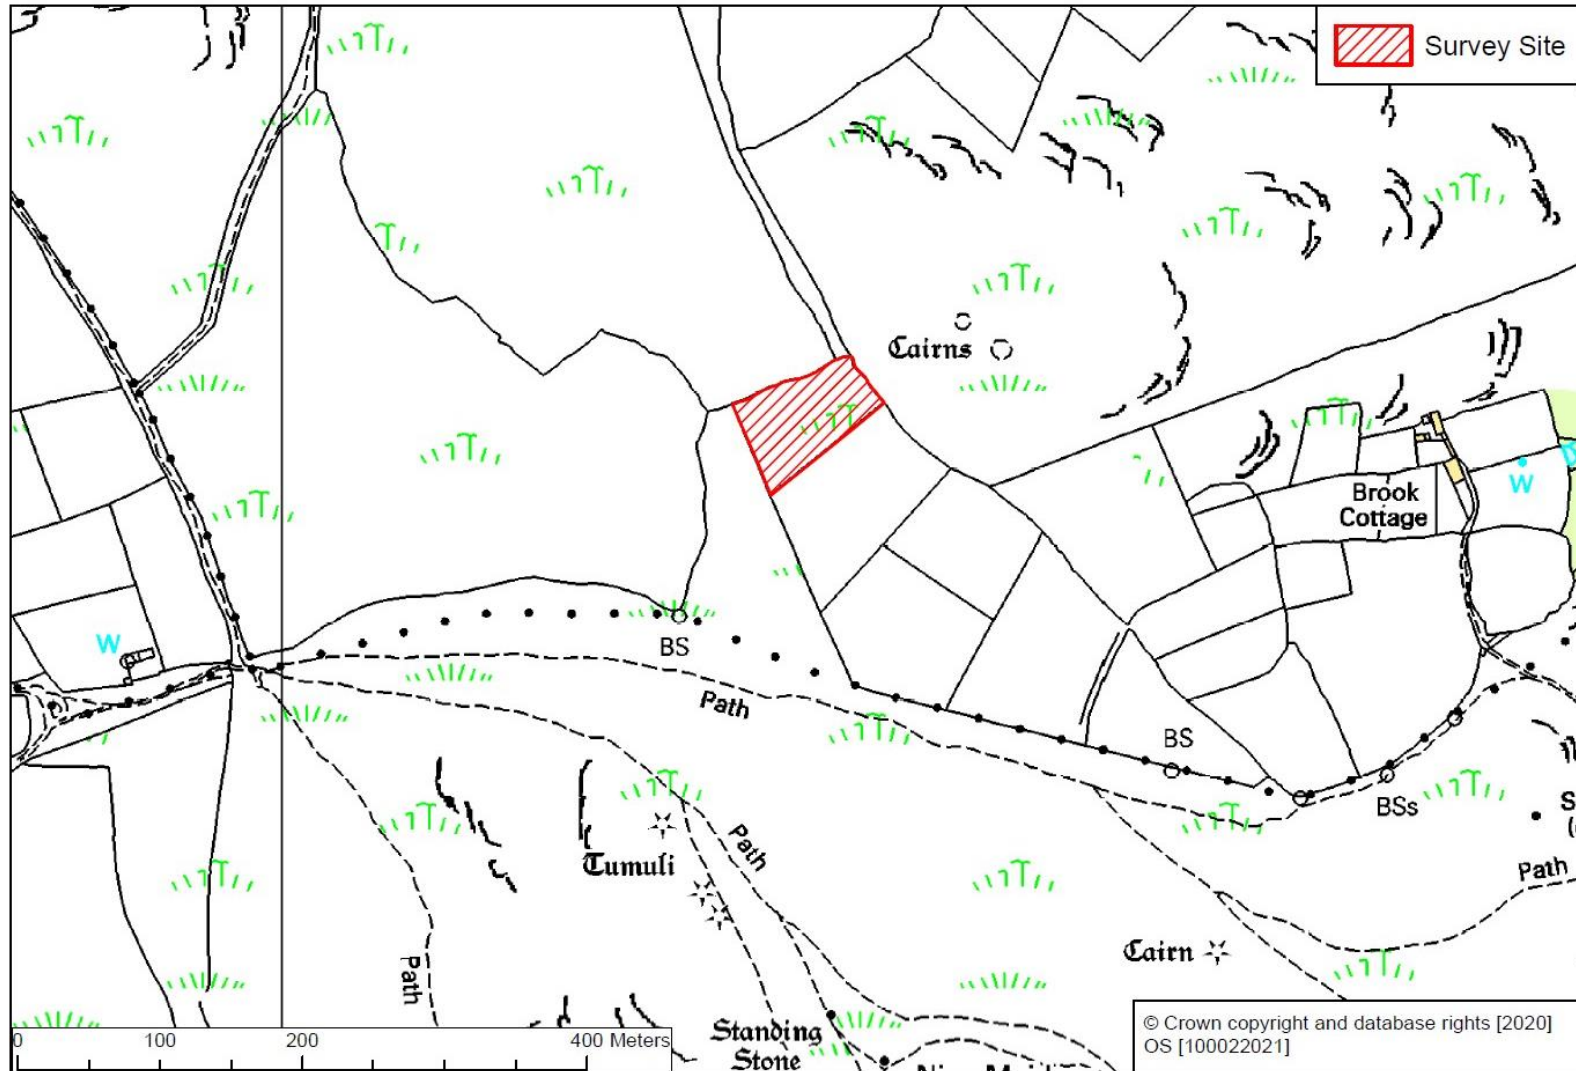 Survey Site
Cairns
Brook
Cottage
W
W
BS
Path
BS
BSs
Tumuli
Path
Path
Path
Cairn
Standing
Stone
0 100 200 400 Meters
© Crown copyright and database rights [2020]
OS [100022021]